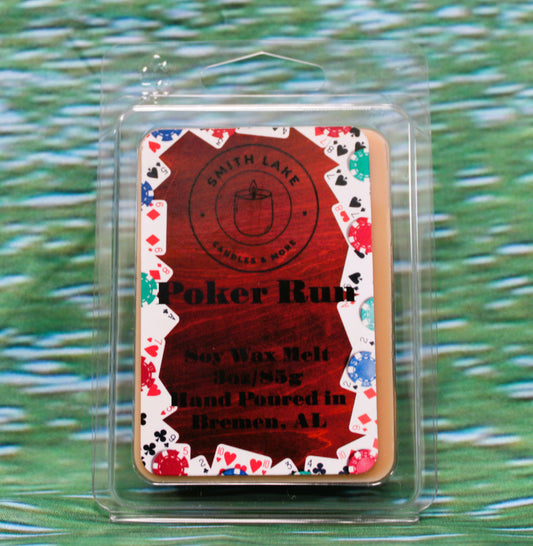 SMITH LAKE
CANDLES & MORE
Poker Run
Soy Wax Melt
3oz/85g
Hand Poured in
Bremen, AL